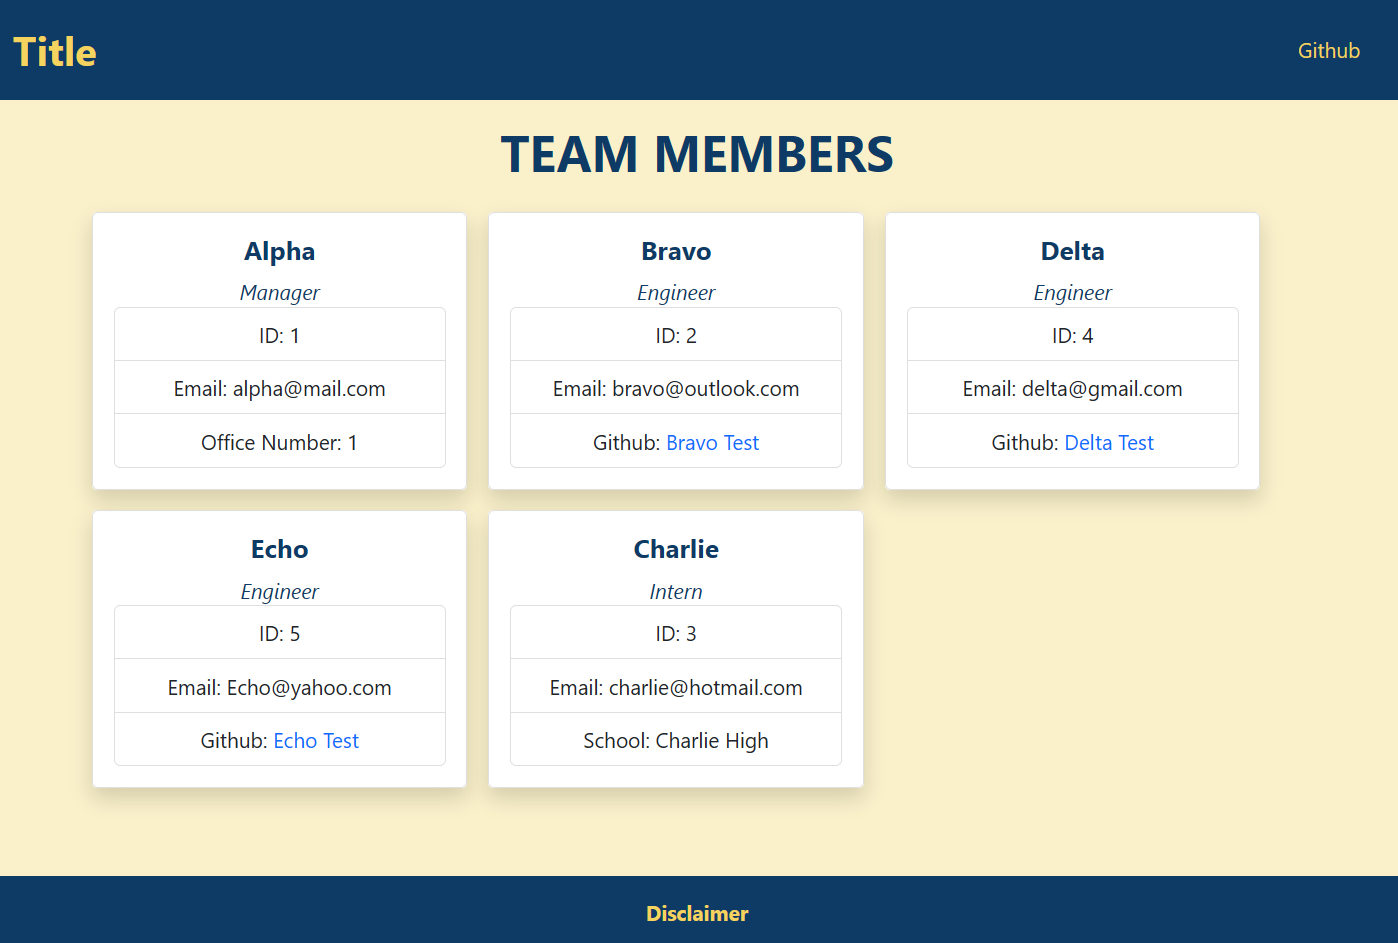 Title
Github
TEAM MEMBERS
Alpha
Manager
ID: 1
Email: alpha@mail.com
Office Number: 1
Bravo
Engineer
ID: 2
Email: bravo@outlook.com
Github: Bravo Test
Delta
Engineer
ID: 4
Email: delta@gmail.com
Github: Delta Test
Echo
Engineer
ID: 5
Email: Echo@yahoo.com
Github: Echo Test
Charlie
Intern
ID: 3
Email: charlie@hotmail.com
School: Charlie High
Disclaimer